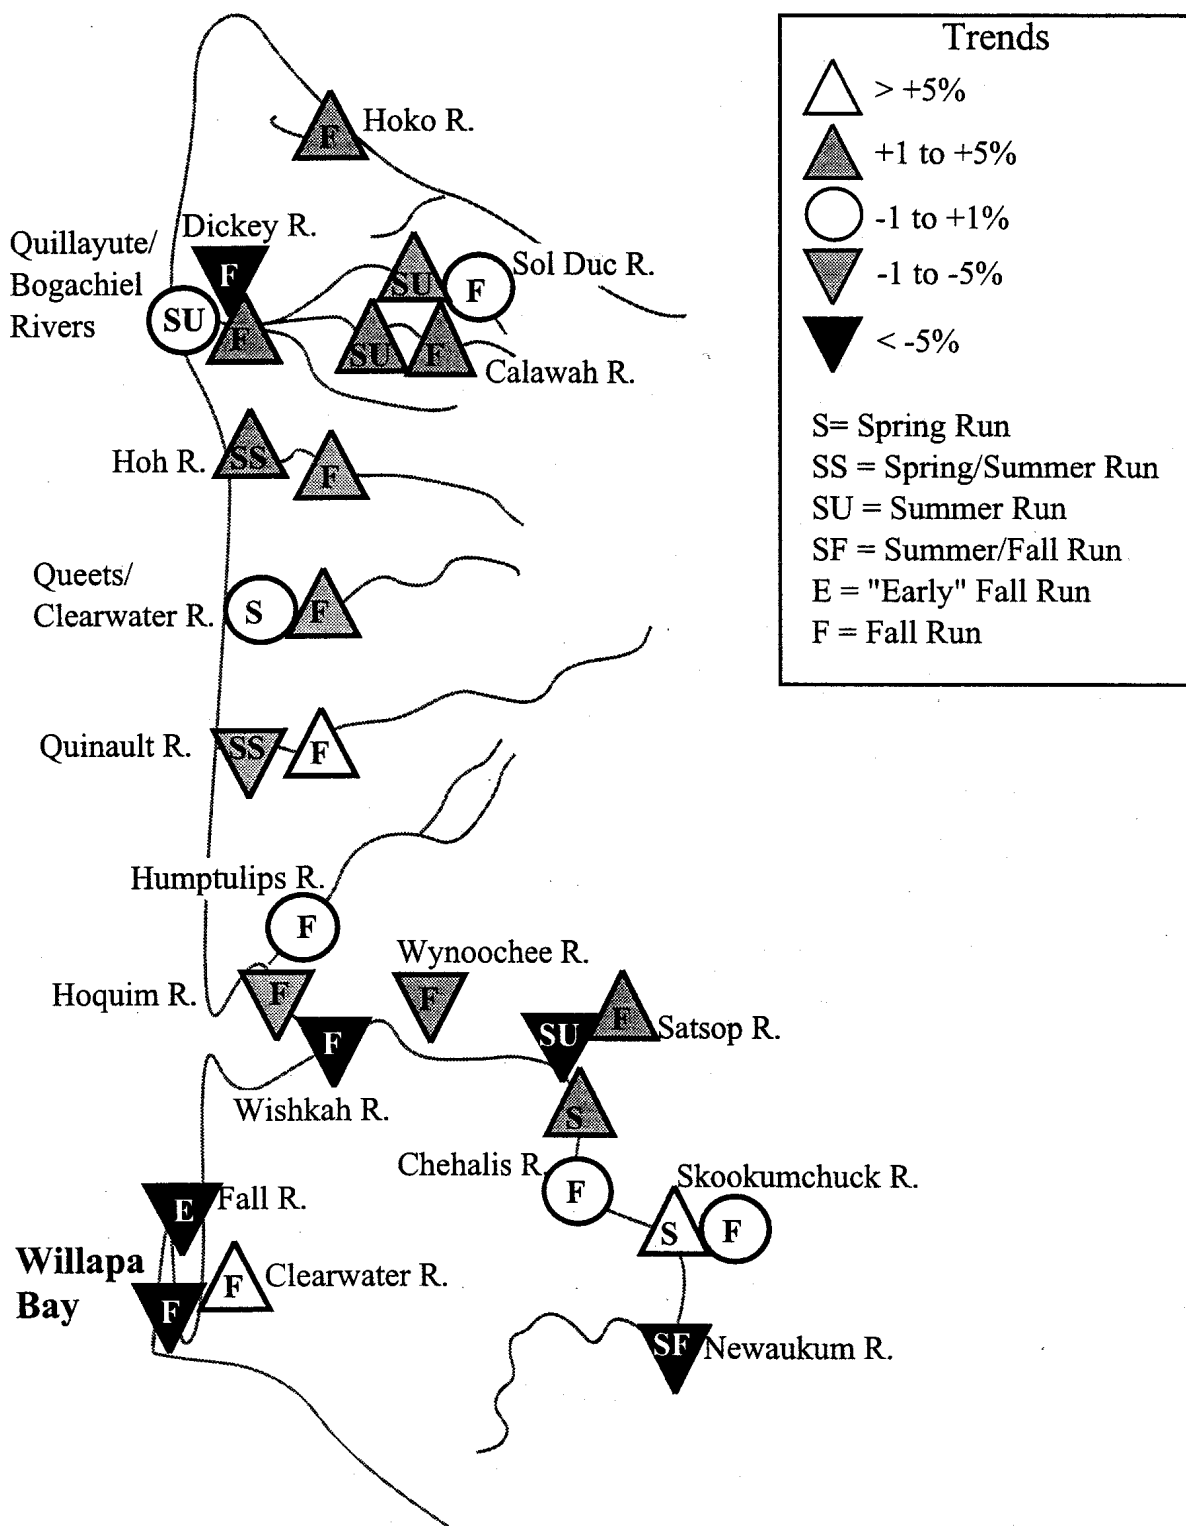 Trends
> +5%
+1 to +5%
-1 to +1%
-1 to -5%
< -5%
S= Spring Run
SS = Spring/Summer Run
SU = Summer Run
SF = Summer/Fall Run
E = "Early" Fall Run
F = Fall Run
F
Hoko R.
Dickey R.
F
Quillayute/
Bogachiel
Rivers
SU
F
SU
F
Sol Duc R.
SU
F
Calawah R.
Hoh R.
SS
F
Queets/
Clearwater R.
S
F
Quinault R.
SS
F
Humptulips R.
F
Hoquim R.
F
Wynoochee R.
F
SU
F
Satsop R.
F
Wishkah R.
S
Chehalis R.
F
Skookumchuck R.
S
F
E
Fall R.
Willapa
Bay
F
F
Clearwater R.
SF
Newaukum R.